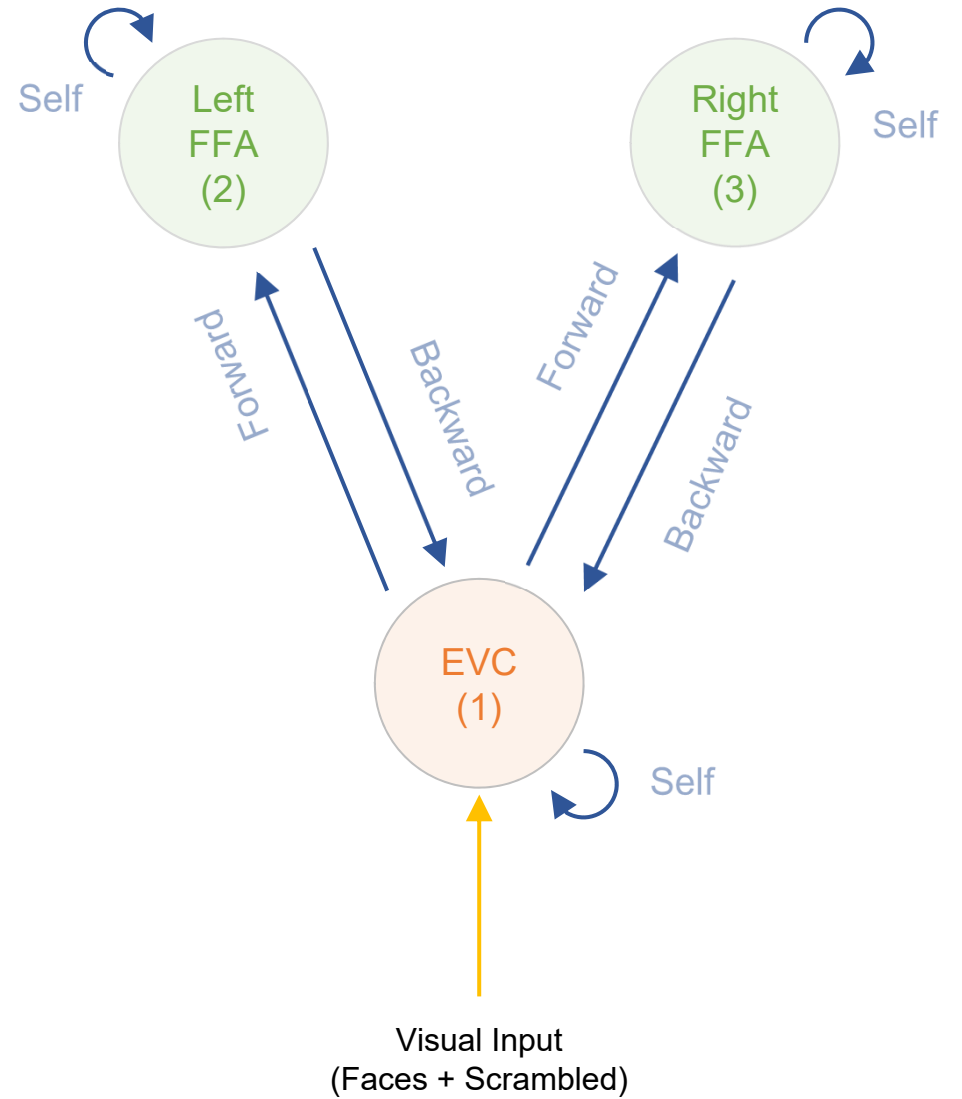 Self
Left
FFA
(2)
Right
FFA
(3)
Self
Forward
Backward
Forward
Backward
EVC
(1)
Self
Visual Input
(Faces + Scrambled)